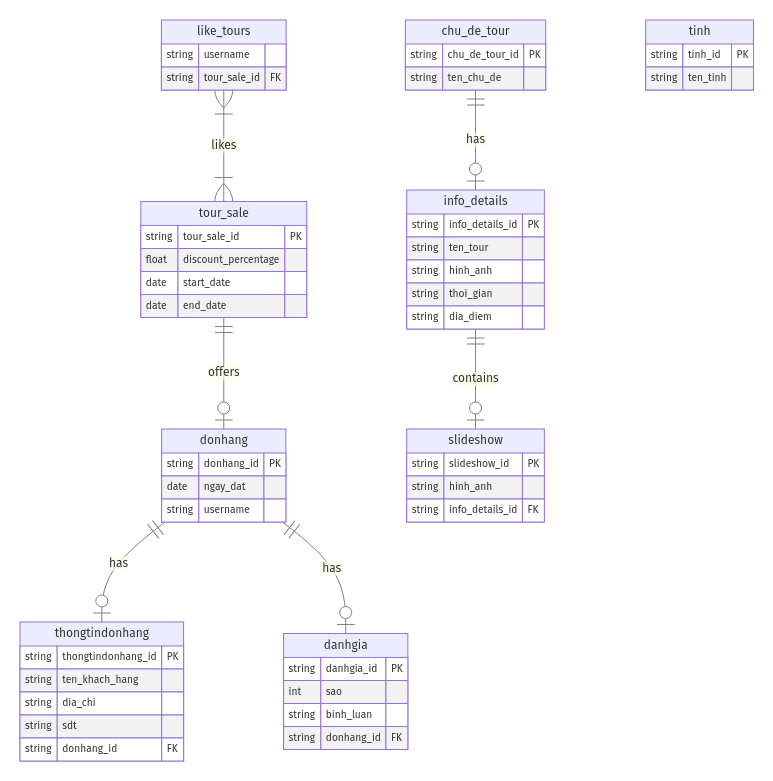 like_tours
string username
string tour_sale_id FK
chu_de_tour
string chu_de_tour_id PK
string ten_chu_de
tinh
string tinh_id PK
string ten_tinh
likes
has
tour_sale
string tour_sale_id PK
float discount_percentage
date start_date
date end_date
info_details
string info_details_id PK
string ten_tour
string hinh_anh
string thoi_gian
string dia_diem
offers
contains
donhang
string donhang_id PK
date ngay_dat
string username
slideshow
string slideshow_id PK
string hinh_anh
string info_details_id FK
has
has
thongtindonhang
string thongtindonhang_id PK
string ten_khach_hang
string dia_chi
string sdt
string donhang_id FK
danhgia
string danhgia_id PK
int sao
string binh_luan
string donhang_id FK